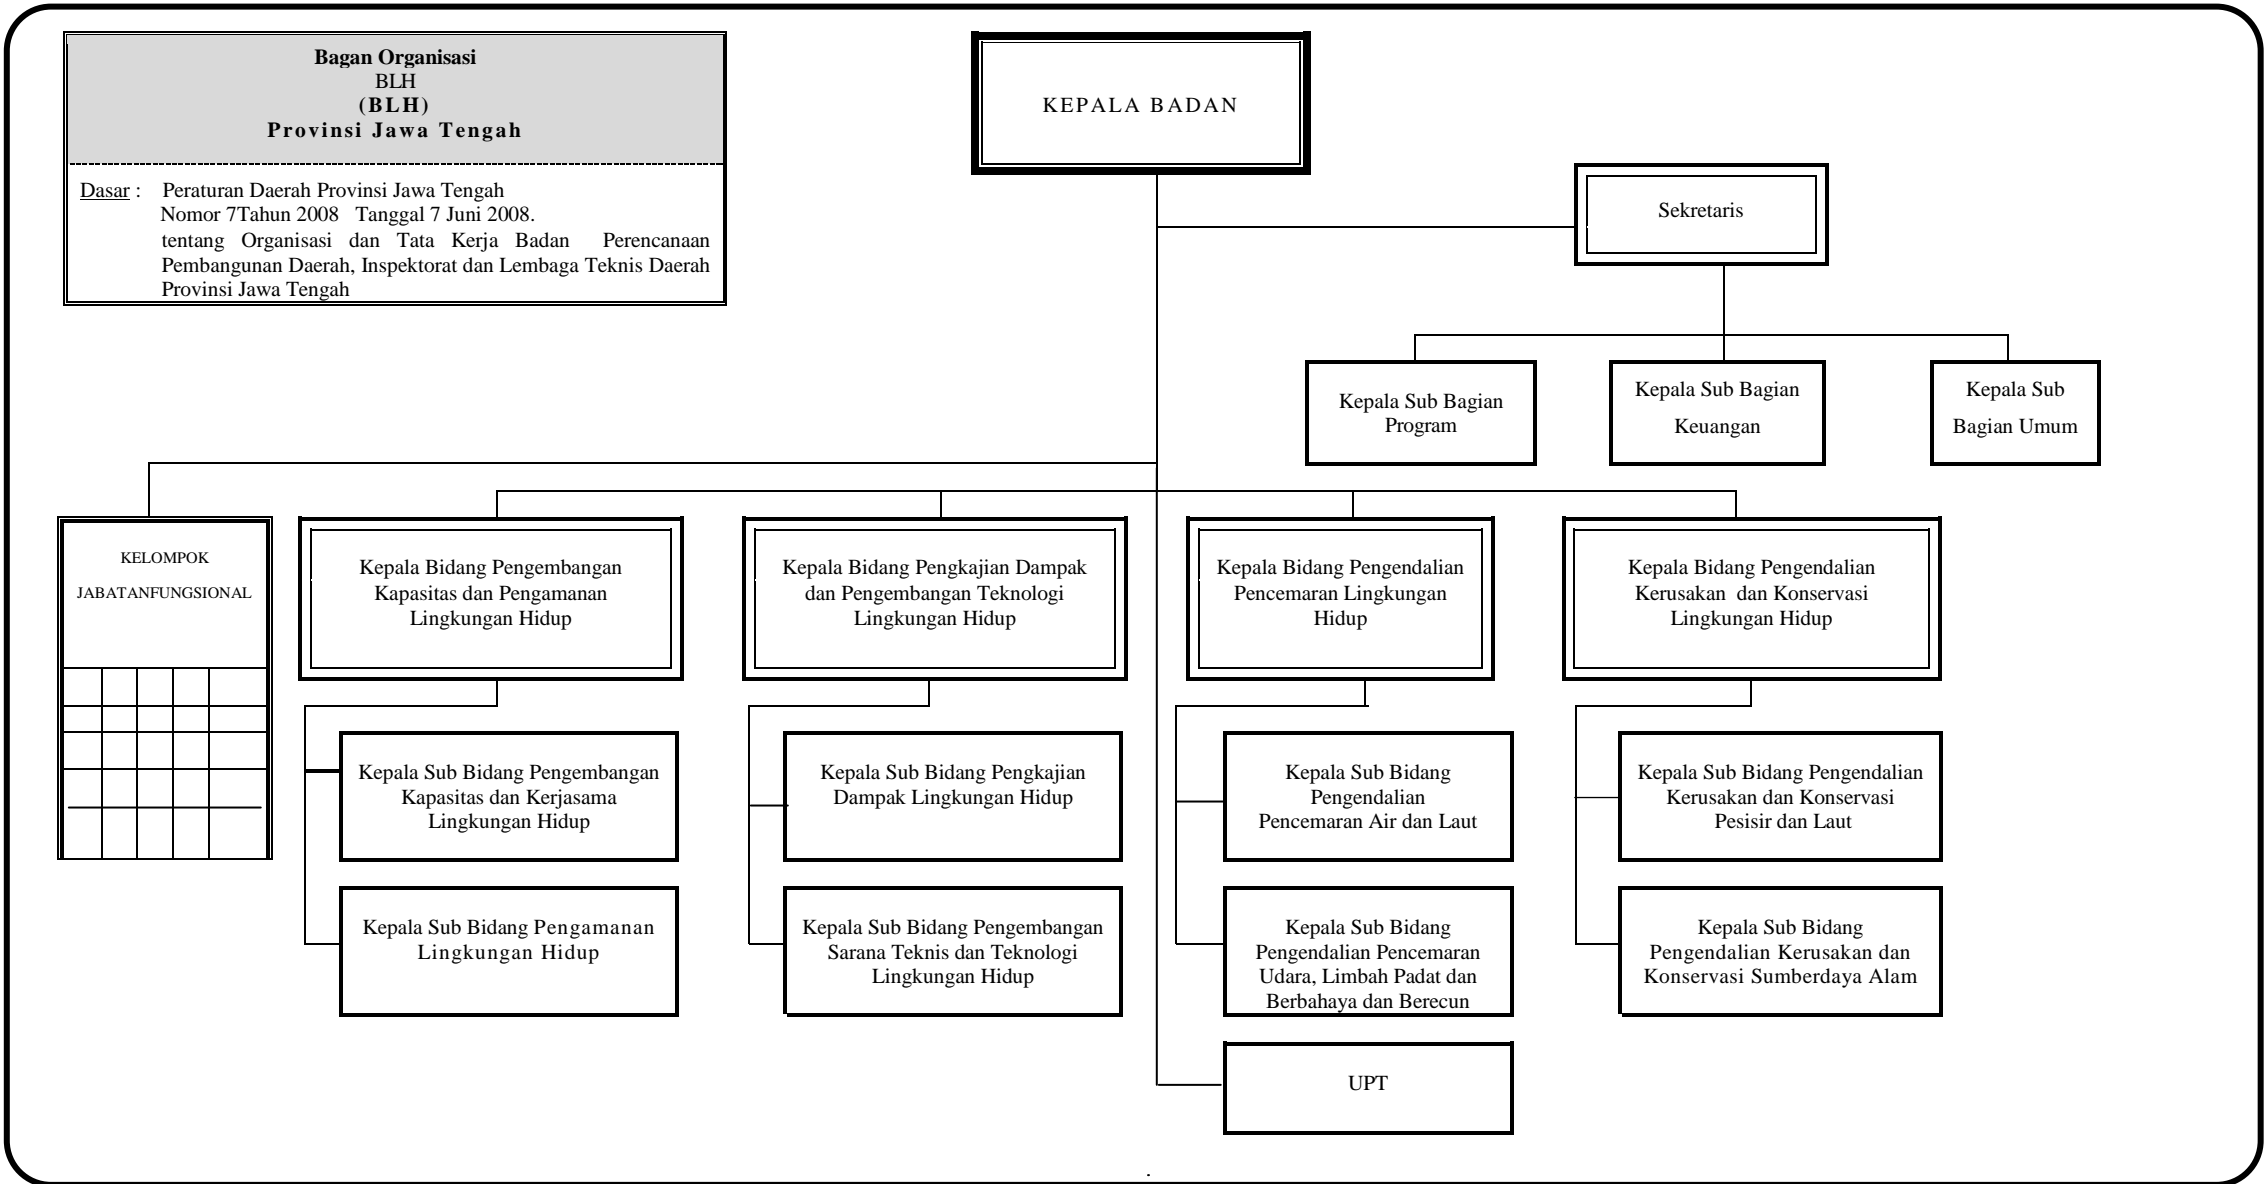 Bagan Organisasi
BLH
(BLH)
Provinsi Jawa Tengah
Dasar : Peraturan Daerah Provinsi Jawa Tengah
Nomor 7Tahun 2008 Tanggal 7 Juni 2008.
tentang Organisasi dan Tata Kerja Badan Perencanaan
Pembangunan Daerah, Inspektorat dan Lembaga Teknis Daerah
Provinsi Jawa Tengah
KEPALA BADAN
Sekretaris
Kepala Sub Bagian
Program
Kepala Sub Bagian
Keuangan
Kepala Sub
Bagian Umum
KELOMPOK
JABATANFUNGSIONAL
Kepala Bidang Pengembangan
Kapasitas dan Pengamanan
Lingkungan Hidup
Kepala Bidang Pengkajian Dampak
dan Pengembangan Teknologi
Lingkungan Hidup
Kepala Bidang Pengendalian
Pencemaran Lingkungan
Hidup
Kepala Bidang Pengendalian
Kerusakan dan Konservasi
Lingkungan Hidup
Kepala Sub Bidang Pengembangan
Kapasitas dan Kerjasama
Lingkungan Hidup
Kepala Sub Bidang Pengkajian
Dampak Lingkungan Hidup
Kepala Sub Bidang
Pengendalian
Pencemaran Air dan Laut
Kepala Sub Bidang Pengendalian
Kerusakan dan Konservasi
Pesisir dan Laut
Kepala Sub Bidang Pengamanan
Lingkungan Hidup
Kepala Sub Bidang Pengembangan
Sarana Teknis dan Teknologi
Lingkungan Hidup
Kepala Sub Bidang
Pengendalian Pencemaran
Udara, Limbah Padat dan
Berbahaya dan Berecun
Kepala Sub Bidang
Pengendalian Kerusakan dan
Konservasi Sumberdaya Alam
UPT
.